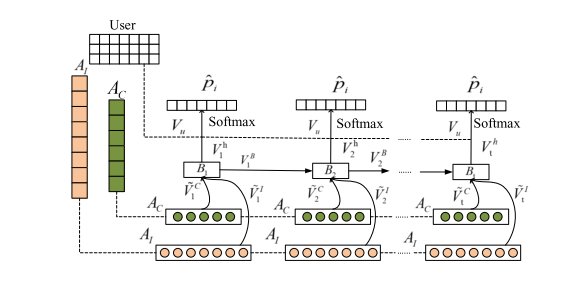 User
A_I
A_C
p̂_i p̂_i p̂_i
V_u Softmax V_u Softmax V_u Softmax
V_1^h V_2^h V_t^h
B_1 V_1^B B_2 V_2^B ...... B_t
Ṽ_1^C Ṽ_1^I Ṽ_2^C Ṽ_2^I Ṽ_t^C Ṽ_t^I
A_C A_C ...... A_C
A_I A_I ...... A_I